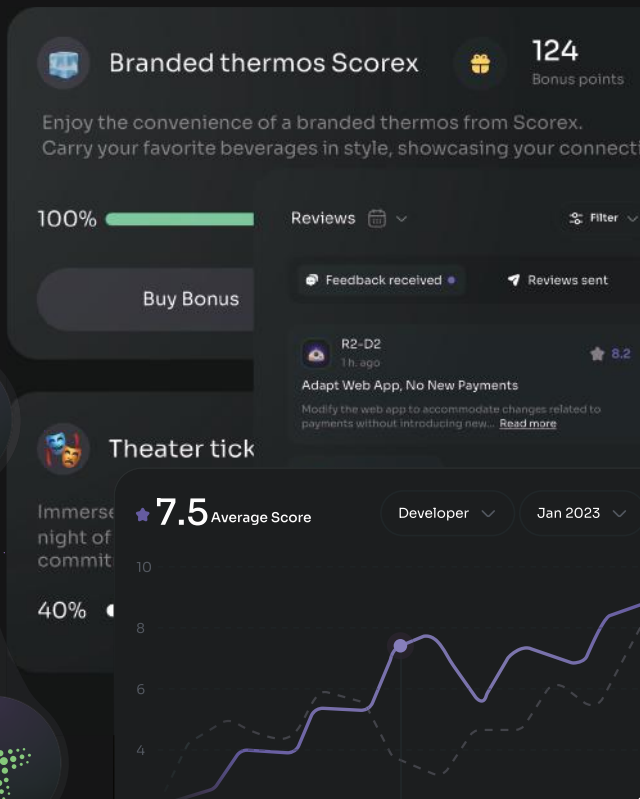 Branded thermos Scorex
124
Bonus points
Enjoy the convenience of a branded thermos from Scorex.
Carry your favorite beverages in style, showcasing your connecti
100%
Reviews
Filter
Feedback received
Reviews sent
Buy Bonus
R2-D2
1 h. ago
8.2
Adapt Web App, No New Payments
Modify the web app to accommodate changes related to
payments without introducing new... Read more
Theater tick
7.5 Average Score
Developer
Jan 2023
Immerse
night of
commit
40%
10
8
6
4